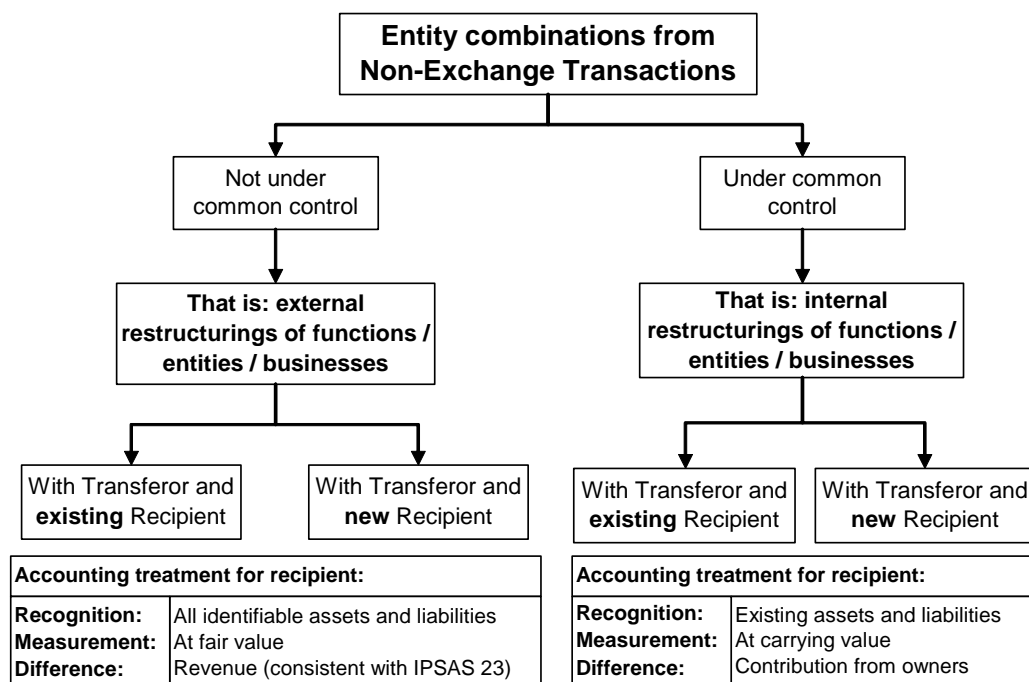 Entity combinations from
Non-Exchange Transactions
Not under
common control
Under common
control
That is: external
restructurings of functions /
entities / businesses
That is: internal
restructurings of functions /
entities / businesses
With Transferor and
existing Recipient
With Transferor and
new Recipient
With Transferor and
existing Recipient
With Transferor and
new Recipient
Accounting treatment for recipient:
Recognition: All identifiable assets and liabilities
Measurement: At fair value
Difference: Revenue (consistent with IPSAS 23)
Accounting treatment for recipient:
Recognition: Existing assets and liabilities
Measurement: At carrying value
Difference: Contribution from owners